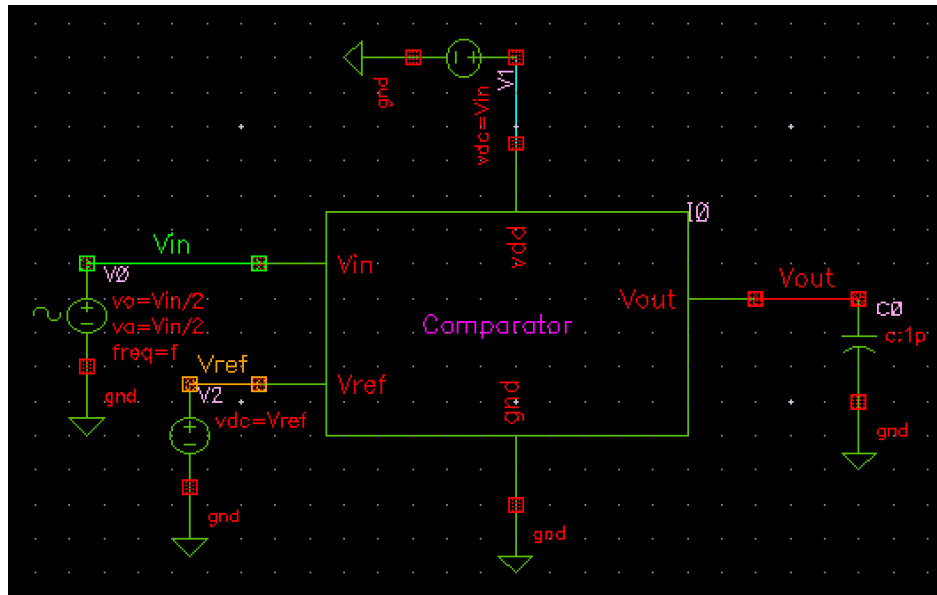 gnd
V1
vdc=Vin
I0
vdd
Vin
V0
vo=Vin/2
va=Vin/2
freq=f
gnd
Vin
Vout
Vout
C0
c:1p
gnd
Comparator
Vref
V2
vdc=Vref
gnd
Vref
gnd
gnd